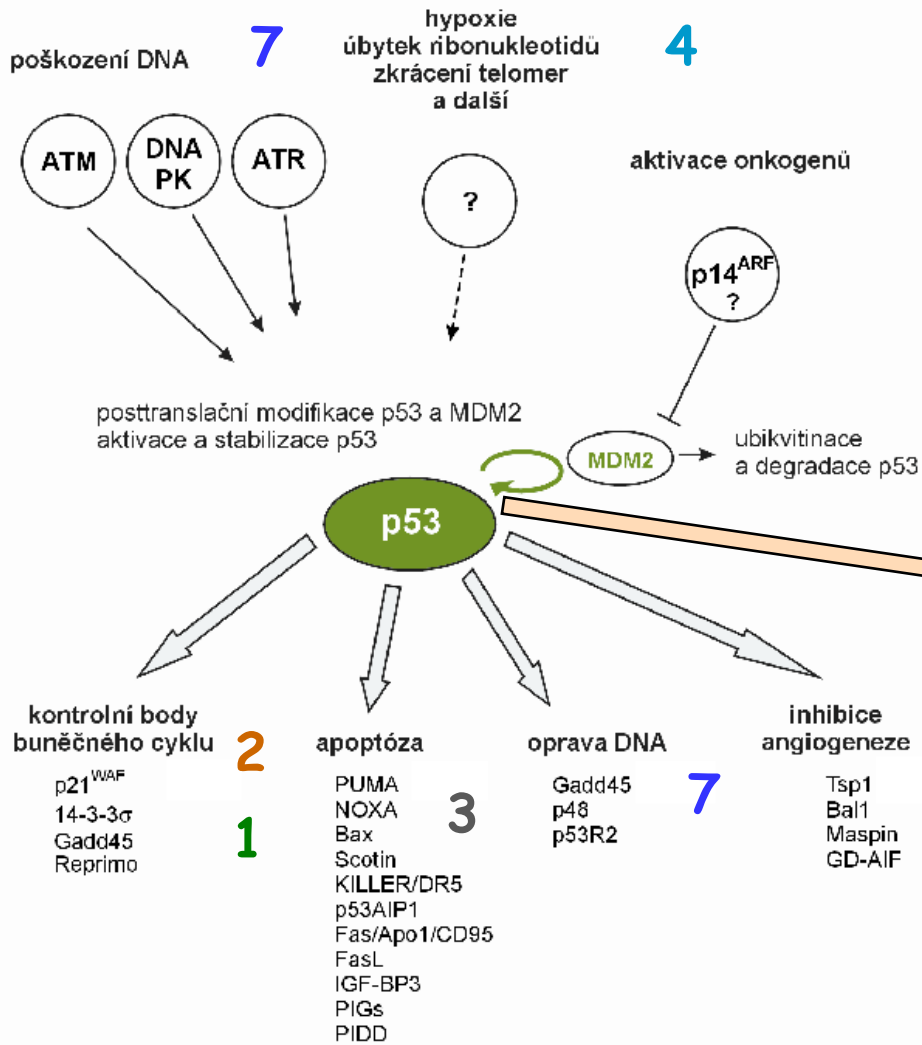 poškození DNA
7
hypoxie
úbytek ribonukleotidů
zkrácení telomer
a další
4
ATM
DNA
PK
ATR
?
aktivace onkogenů
p14ARF
?
posttranslační modifikace p53 a MDM2
aktivace a stabilizace p53
MDM2
ubikvitinace
a degradace p53
p53
kontrolní body
buněčného cyklu
2
p21WAF
14-3-3σ
Gadd45
Reprimo
1
apoptóza
PUMA
NOXA
Bax
Scotin
KILLER/DR5
p53AIP1
Fas/Apo1/CD95
FasL
IGF-BP3
PIGs
PIDD
3
oprava DNA
Gadd45
p48
p53R2
7
inhibice
angiogeneze
Tsp1
Bal1
Maspin
GD-AIF